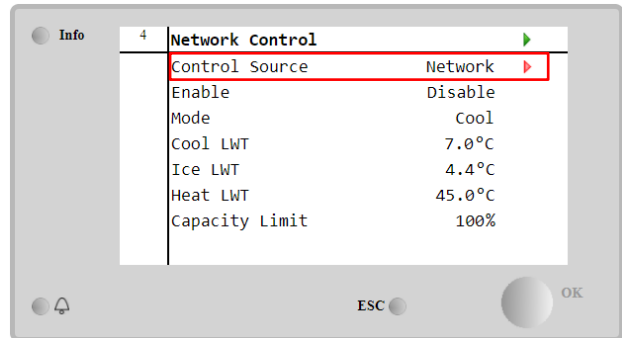 Info
4 Network Control
Control Source Network
Enable Disable
Mode Cool
Cool LWT 7.0°C
Ice LWT 4.4°C
Heat LWT 45.0°C
Capacity Limit 100%
ESC OK